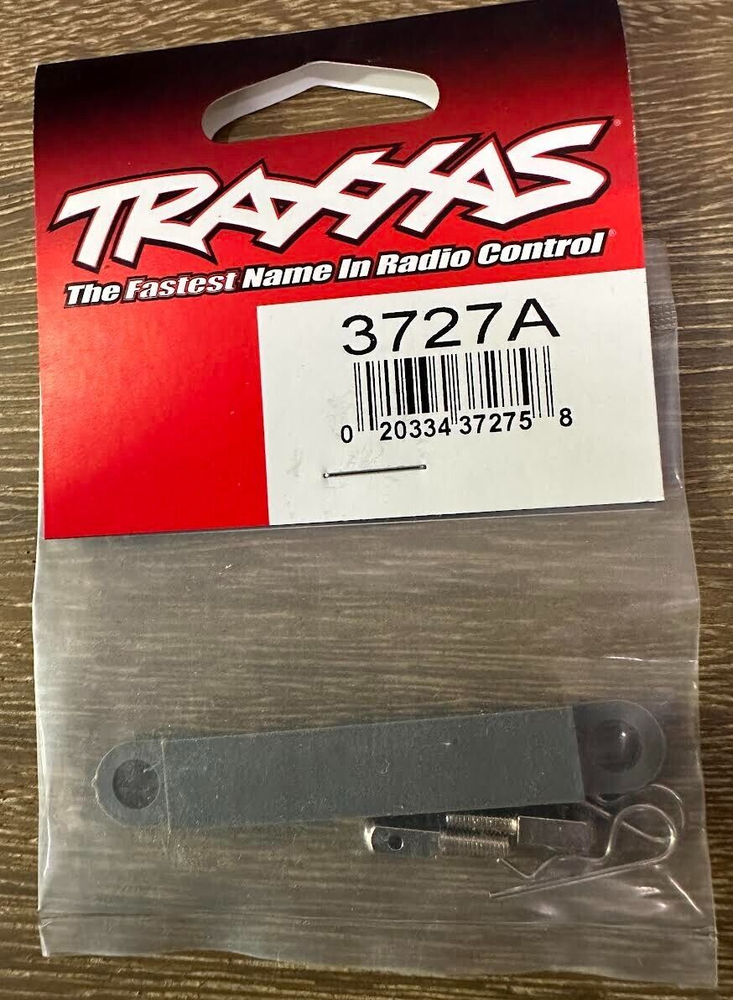 TRAXXAS®
The Fastest Name In Radio Control®
3727A
0 20334 37275 8